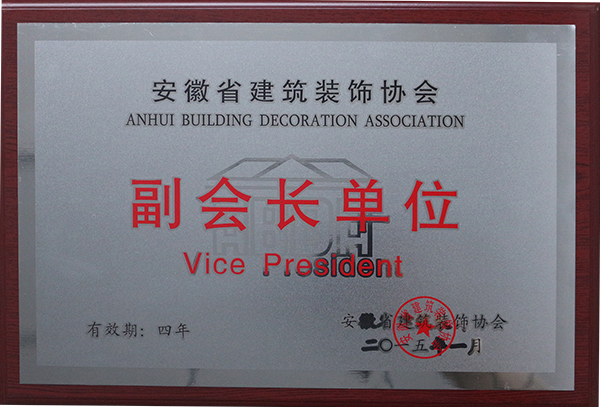 安徽省建筑装饰协会
ANHUI BUILDING DECORATION ASSOCIATION
副会长单位
Vice President
有效期：四年
安徽省建筑装饰协会
二〇一五年一月